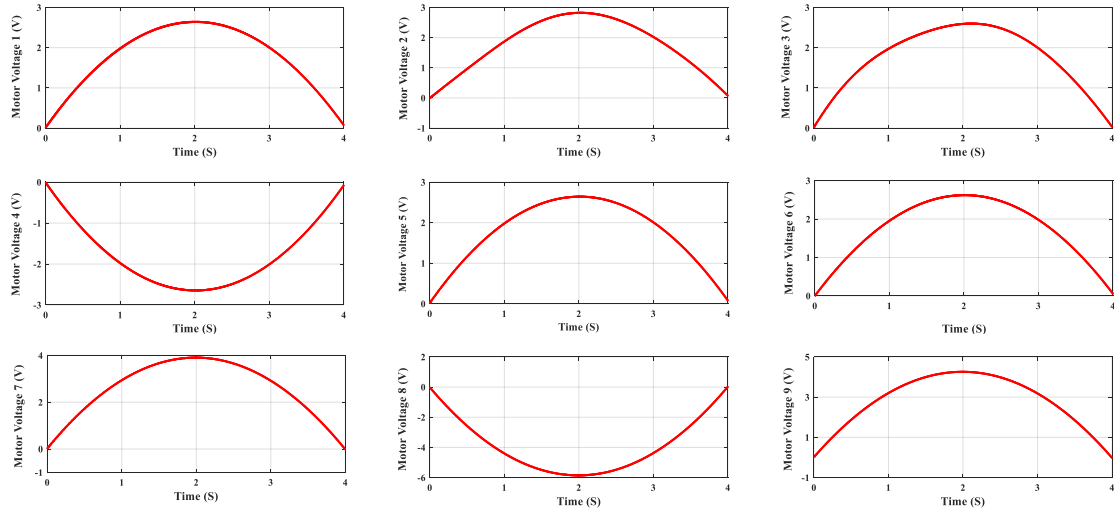 Motor Voltage 1 (V)
3
2
1
0
0 1 2 3 4
Time (S)
Motor Voltage 2 (V)
3
2
1
0
-1
0 1 2 3 4
Time (S)
Motor Voltage 3 (V)
3
2
1
0
0 1 2 3 4
Time (S)
Motor Voltage 4 (V)
0
-1
-2
-3
0 1 2 3 4
Time (S)
Motor Voltage 5 (V)
3
2
1
0
0 1 2 3 4
Time (S)
Motor Voltage 6 (V)
3
2
1
0
0 1 2 3 4
Time (S)
Motor Voltage 7 (V)
4
2
0
-1
0 1 2 3 4
Time (S)
Motor Voltage 8 (V)
2
0
-2
-4
-6
0 1 2 3 4
Time (S)
Motor Voltage 9 (V)
5
3
1
-1
0 1 2 3 4
Time (S)